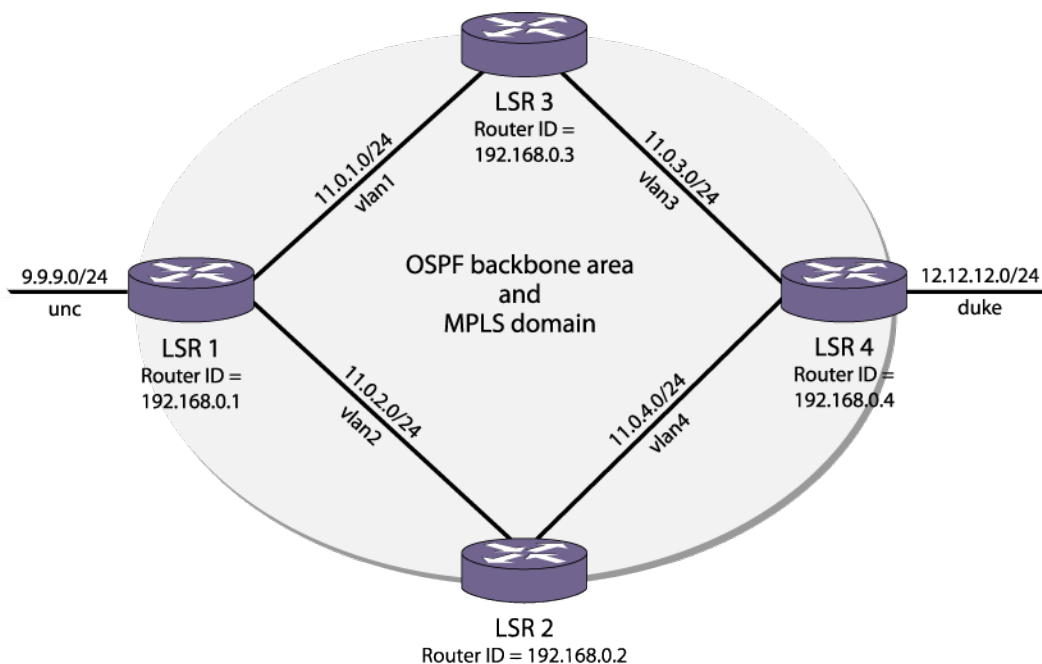 LSR 3
Router ID =
192.168.0.3
11.0.1.0/24
vlan1
11.0.3.0/24
vlan3
9.9.9.0/24
unc
OSPF backbone area
and
MPLS domain
12.12.12.0/24
duke
LSR 1
Router ID =
192.168.0.1
LSR 4
Router ID =
192.168.0.4
11.0.2.0/24
vlan2
11.0.4.0/24
vlan4
LSR 2
Router ID = 192.168.0.2